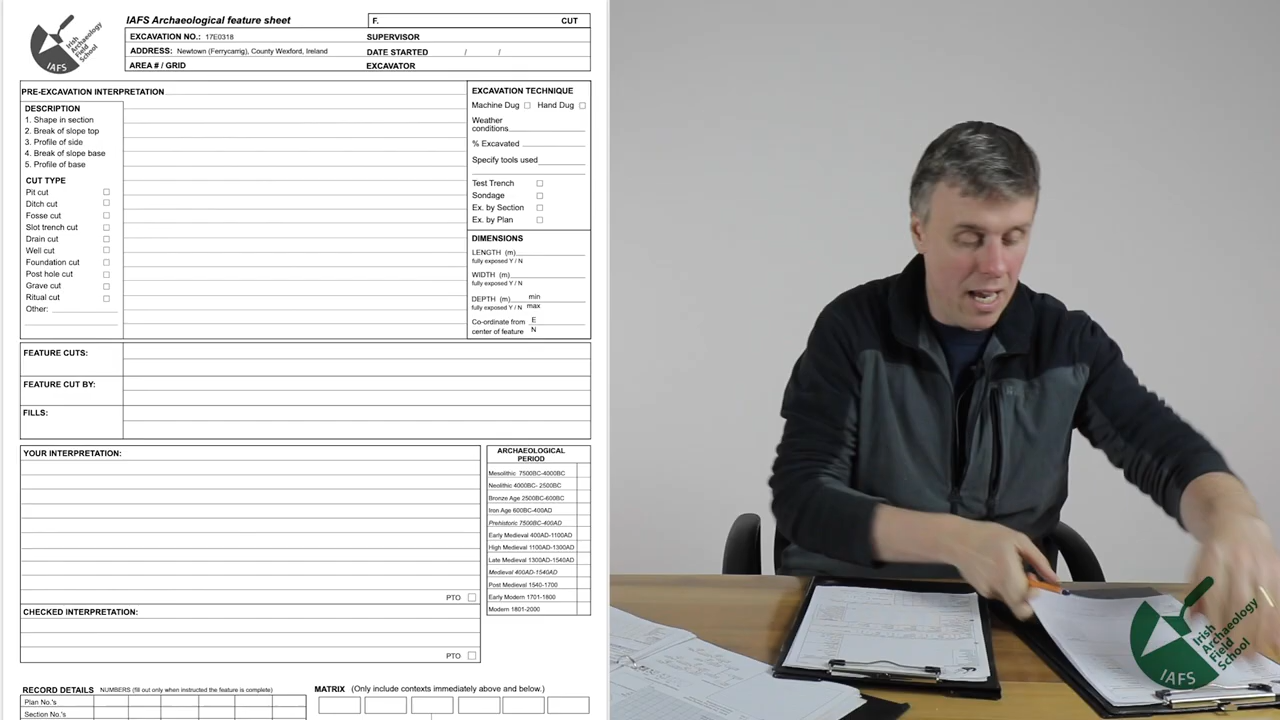 Irish Archaeology Field School
IAFS
IAFS Archaeological feature sheet
F. CUT
EXCAVATION NO.: 17E0318
SUPERVISOR
ADDRESS: Newtown (Ferrycarrig), County Wexford, Ireland
DATE STARTED / /
AREA # / GRID
EXCAVATOR
PRE-EXCAVATION INTERPRETATION
DESCRIPTION
1. Shape in section
2. Break of slope top
3. Profile of side
4. Break of slope base
5. Profile of base
CUT TYPE
Pit cut
Ditch cut
Fosse cut
Slot trench cut
Drain cut
Well cut
Foundation cut
Post hole cut
Grave cut
Ritual cut
Other:
EXCAVATION TECHNIQUE
Machine Dug Hand Dug
Weather
conditions
% Excavated
Specify tools used
Test Trench
Sondage
Ex. by Section
Ex. by Plan
DIMENSIONS
LENGTH (m)
fully exposed Y / N
WIDTH (m)
fully exposed Y / N
DEPTH (m) min
fully exposed Y / N max
Co-ordinate from E
center of feature N
FEATURE CUTS:
FEATURE CUT BY:
FILLS:
YOUR INTERPRETATION:
PTO
CHECKED INTERPRETATION:
PTO
ARCHAEOLOGICAL
PERIOD
Mesolithic 7500BC-4000BC
Neolithic 4000BC- 2500BC
Bronze Age 2500BC-600BC
Iron Age 600BC-400AD
Prehistoric 7500BC-400AD
Early Medieval 400AD-1100AD
High Medieval 1100AD-1300AD
Late Medieval 1300AD-1540AD
Medieval 400AD-1540AD
Post Medieval 1540-1700
Early Modern 1701-1800
Modern 1801-2000
RECORD DETAILS NUMBERS (fill out only when instructed the feature is complete)
Plan No.'s
Section No.'s
MATRIX (Only include contexts immediately above and below.)
Irish Archaeology
Field
School
IAFS